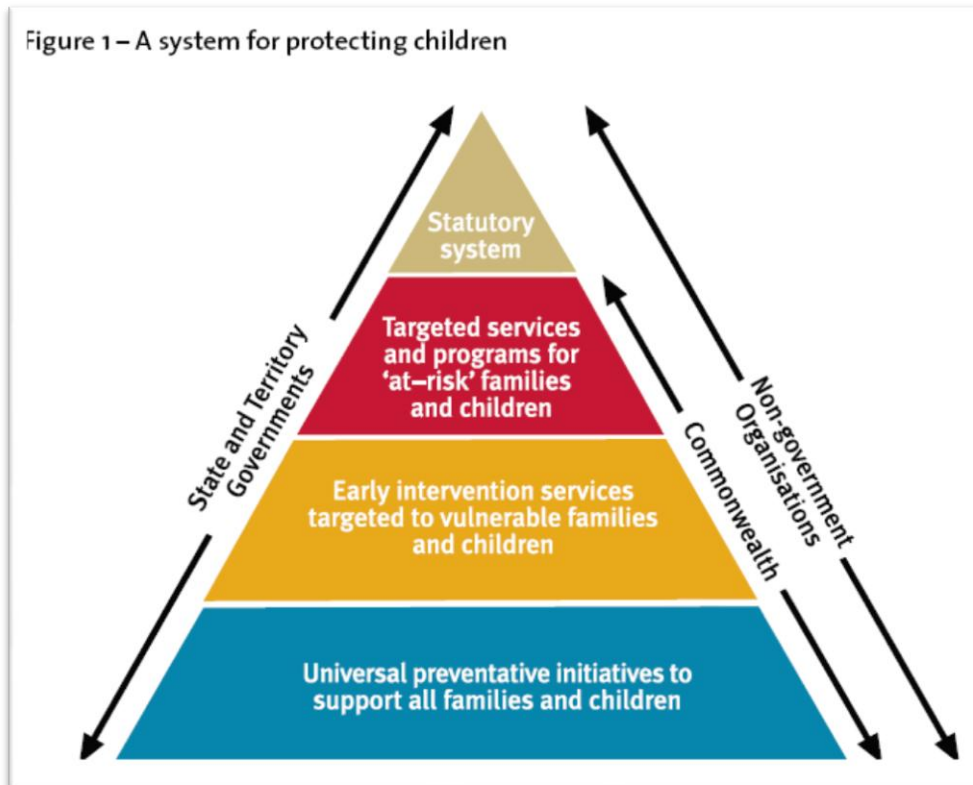 Figure 1 – A system for protecting children
Statutory
system
Targeted services
and programs for
‘at–risk’ families
and children
Early intervention services
targeted to vulnerable families
and children
Universal preventative initiatives to
support all families and children
State and Territory
Governments
Commonwealth
Non-government
Organisations